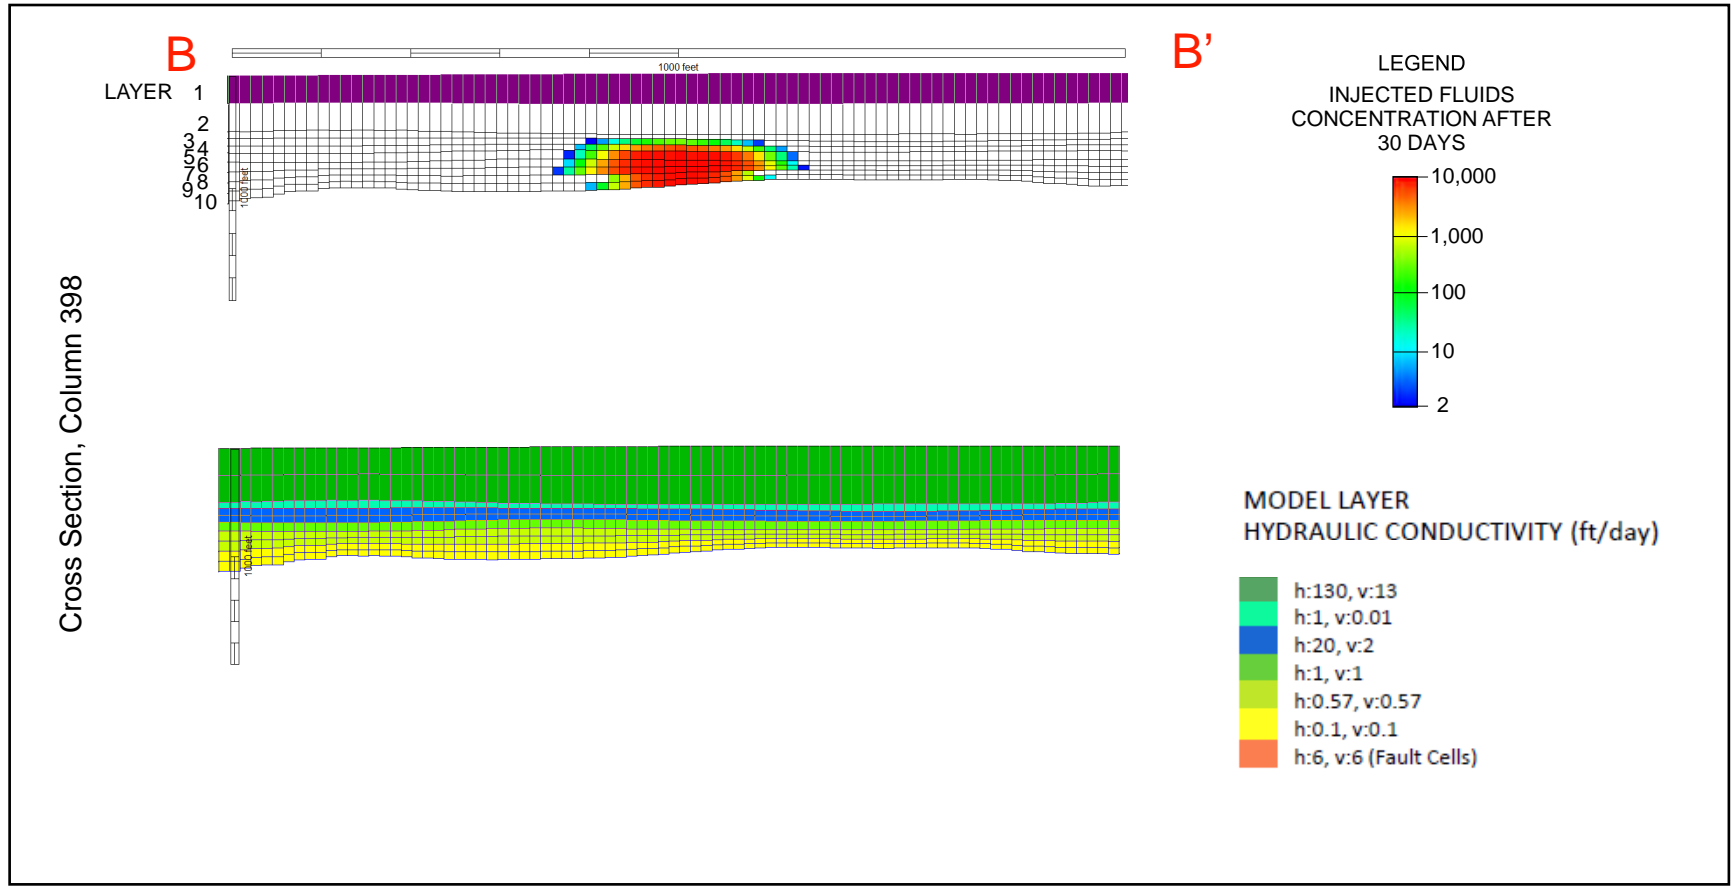 B
B’
1000 feet
LAYER 1
2
3
4
5
6
7
8
9
10
1000 feet
LEGEND
INJECTED FLUIDS
CONCENTRATION AFTER
30 DAYS
10,000
1,000
100
10
2
Cross Section, Column 398
1000 feet
MODEL LAYER
HYDRAULIC CONDUCTIVITY (ft/day)
h:130, v:13
h:1, v:0.01
h:20, v:2
h:1, v:1
h:0.57, v:0.57
h:0.1, v:0.1
h:6, v:6 (Fault Cells)